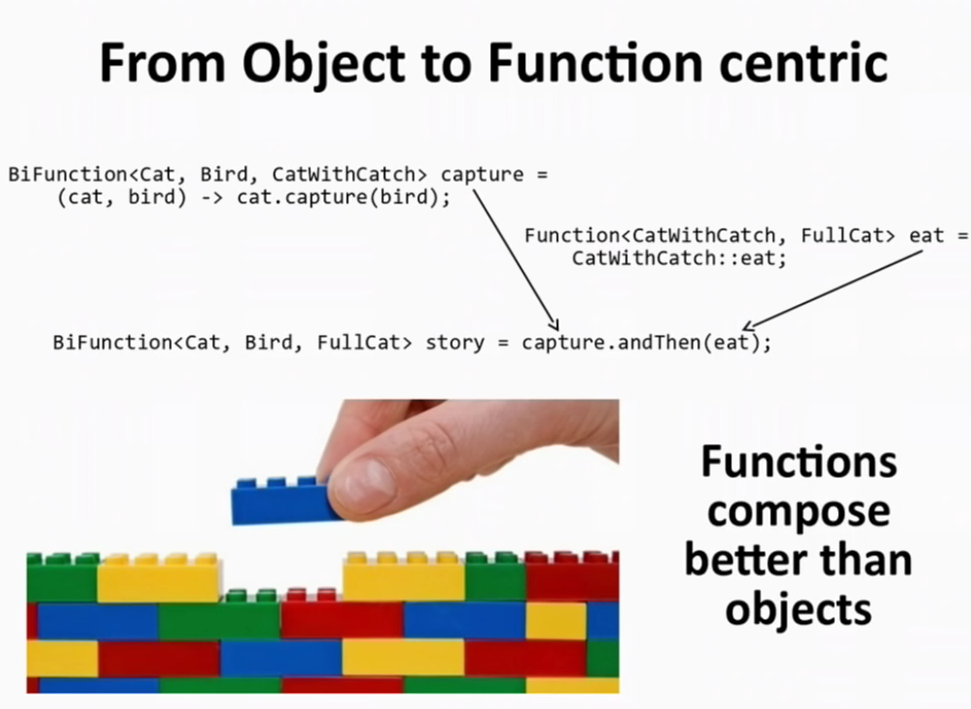 From Object to Function centric
BiFunction<Cat, Bird, CatWithCatch> capture =
(cat, bird) -> cat.capture(bird);
Function<CatWithCatch, FullCat> eat =
CatWithCatch::eat;
BiFunction<Cat, Bird, FullCat> story = capture.andThen(eat);
Functions
compose
better than
objects